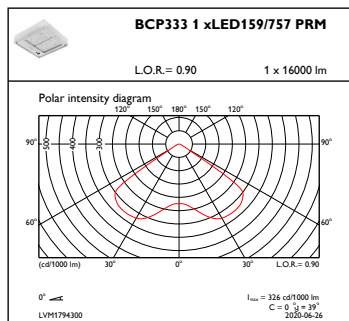 BCP333 1 xLED159/757 PRM
L.O.R.= 0.90 1 x 16000 lm
Polar intensity diagram
120° 150° 180° 150° 120°
90° 500 400 300 90°
60° 60°
(cd/1000 lm) 30° 0° 30° L.O.R.= 0.90
0° Imax = 326 cd/1000 lm
C = 0 °, γ = 39°
LVM1794300 2020-06-26